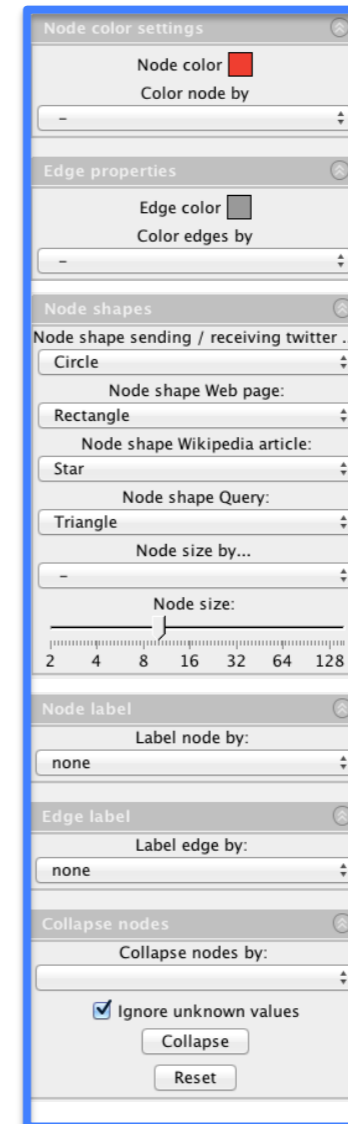 Node color settings
Node color
Color node by
–
Edge properties
Edge color
Color edges by
–
Node shapes
Node shape sending / receiving twitter .
Circle
Node shape Web page:
Rectangle
Node shape Wikipedia article:
Star
Node shape Query:
Triangle
Node size by...
–
Node size:
2 4 8 16 32 64 128
Node label
Label node by:
none
Edge label
Label edge by:
none
Collapse nodes
Collapse nodes by:
Ignore unknown values
Collapse
Reset